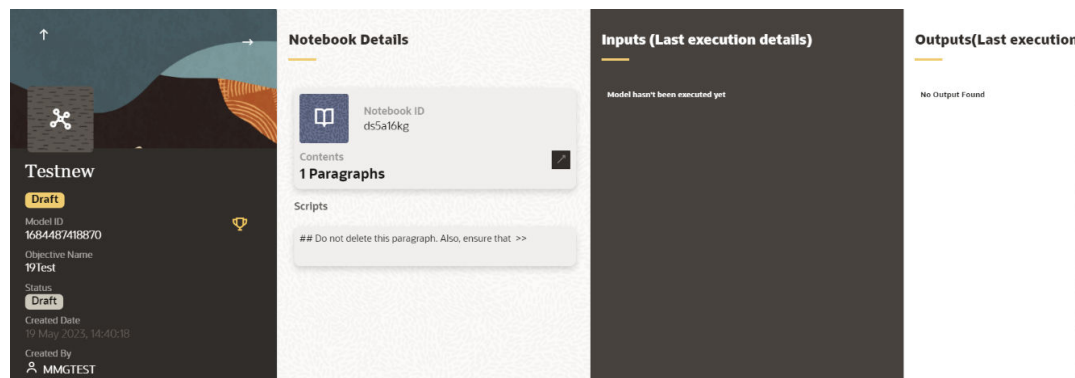 Testnew
Draft
Model ID
1684487418870
Objective Name
19Test
Status
Draft
Created Date
19 May 2023, 14:40:18
Created By
MMGTEST
Notebook Details
Notebook ID
ds5a16kg
Contents
1 Paragraphs
Scripts
## Do not delete this paragraph. Also, ensure that >>
Inputs (Last execution details)
Model hasn't been executed yet
Outputs(Last execution
No Output Found